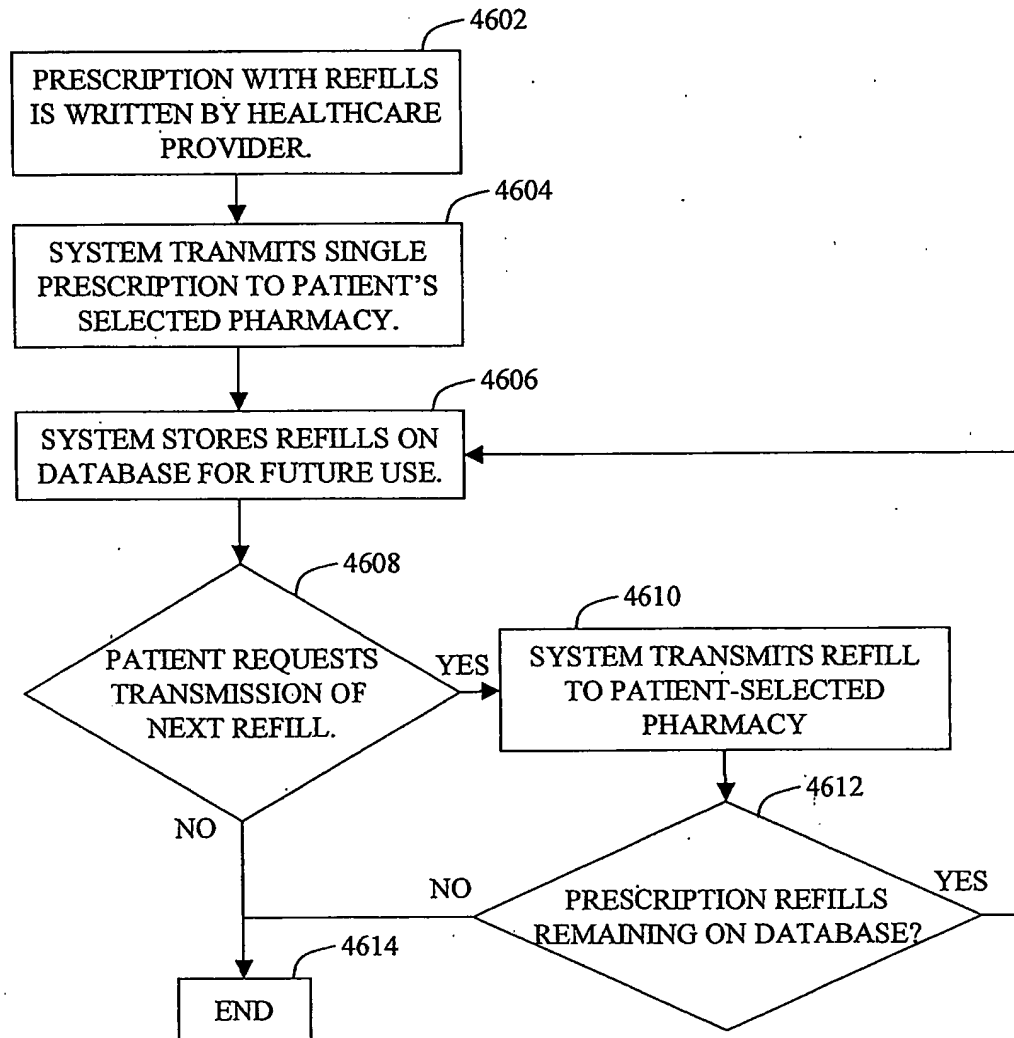 4602
PRESCRIPTION WITH REFILLS
IS WRITTEN BY HEALTHCARE
PROVIDER.
4604
SYSTEM TRANMITS SINGLE
PRESCRIPTION TO PATIENT'S
SELECTED PHARMACY.
4606
SYSTEM STORES REFILLS ON
DATABASE FOR FUTURE USE.
4608
PATIENT REQUESTS
TRANSMISSION OF
NEXT REFILL.
YES
NO
4610
SYSTEM TRANSMITS REFILL
TO PATIENT-SELECTED
PHARMACY
4612
PRESCRIPTION REFILLS
REMAINING ON DATABASE?
NO
YES
4614
END